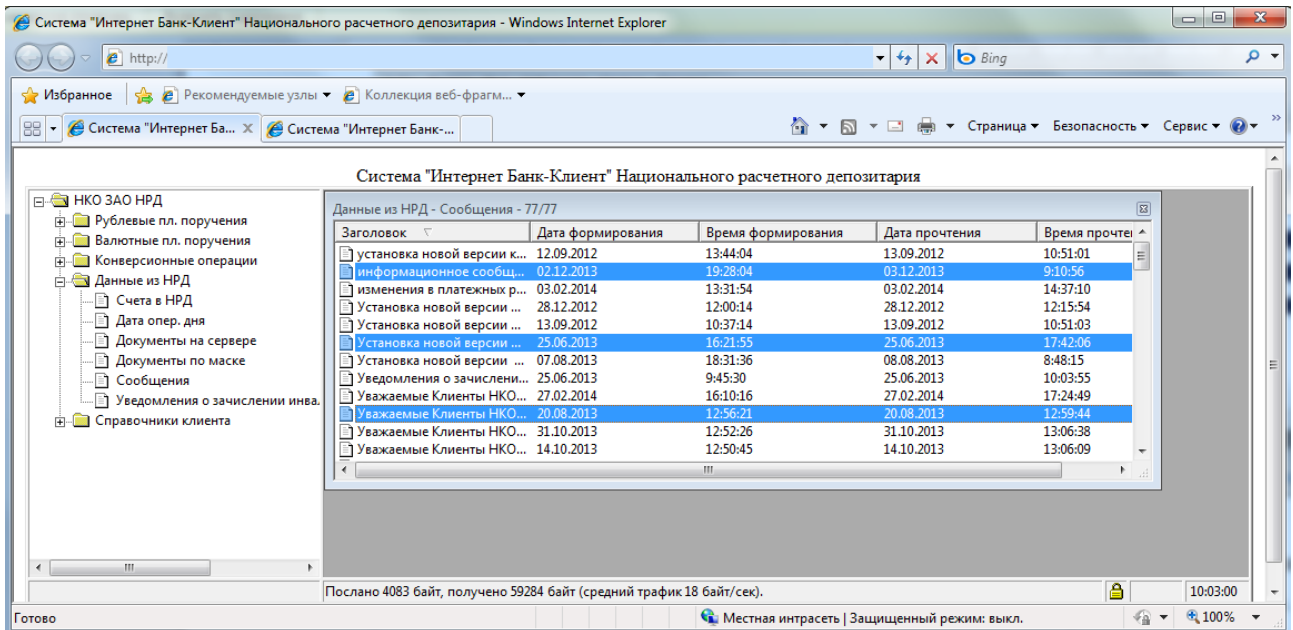 Система "Интернет Банк-Клиент" Национального расчетного депозитария - Windows Internet Explorer
http://
Bing
Избранное Рекомендуемые узлы Коллекция веб-фрагм...
Система "Интернет Ба... Система "Интернет Банк-... Страница Безопасность Сервис
Система "Интернет Банк-Клиент" Национального расчетного депозитария
НКО ЗАО НРД
Рублевые пл. поручения
Валютные пл. поручения
Конверсионные операции
Данные из НРД
Счета в НРД
Дата опер. дня
Документы на сервере
Документы по маске
Сообщения
Уведомления о зачислении инва.
Справочники клиента
Данные из НРД - Сообщения - 77/77
Заголовок Дата формирования Время формирования Дата прочтения Время прочтен
установка новой версии к... 12.09.2012 13:44:04 13.09.2012 10:51:01
информационное сообщ... 02.12.2013 19:28:04 03.12.2013 9:10:56
изменения в платежных р... 03.02.2014 13:31:54 03.02.2014 14:37:10
Установка новой версии ... 28.12.2012 12:00:14 28.12.2012 12:15:54
Установка новой версии ... 13.09.2012 10:37:14 13.09.2012 10:51:03
Установка новой версии ... 25.06.2013 16:21:55 25.06.2013 17:42:06
Установка новой версии ... 07.08.2013 18:31:36 08.08.2013 8:48:15
Уведомления о зачислени... 25.06.2013 9:45:30 25.06.2013 10:03:55
Уважаемые Клиенты НКО... 27.02.2014 16:10:16 27.02.2014 17:24:49
Уважаемые Клиенты НКО... 20.08.2013 12:56:21 20.08.2013 12:59:44
Уважаемые Клиенты НКО... 31.10.2013 12:52:26 31.10.2013 13:06:38
Уважаемые Клиенты НКО... 14.10.2013 12:50:45 14.10.2013 13:06:09
Послано 4083 байт, получено 59284 байт (средний трафик 18 байт/сек). 10:03:00
Готово Местная интрасеть | Защищенный режим: выкл. 100%